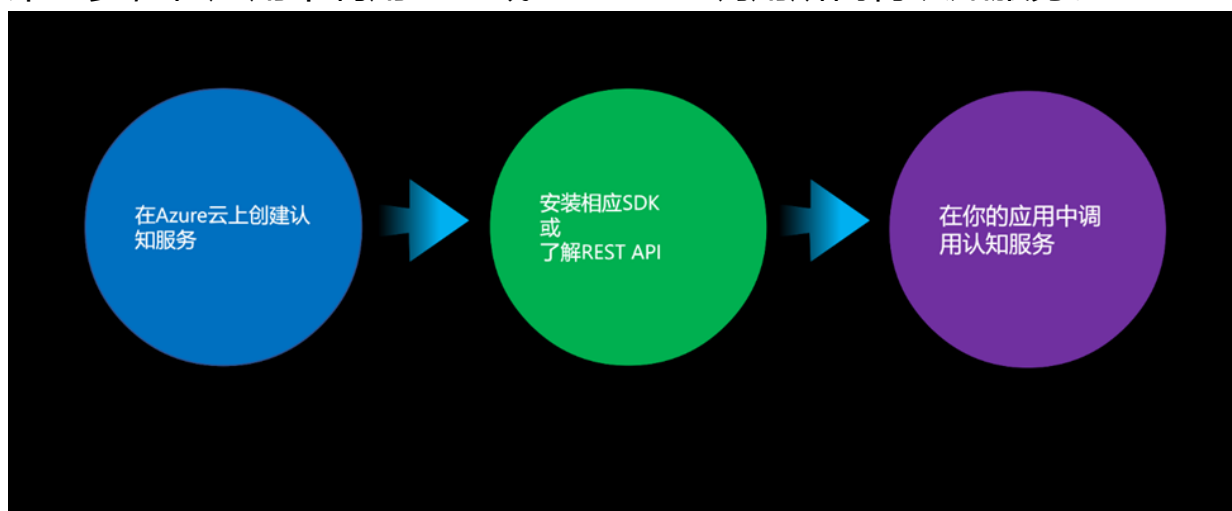 在Azure云上创建认
知服务
安装相应SDK
或
了解REST API
在你的应用中调
用认知服务